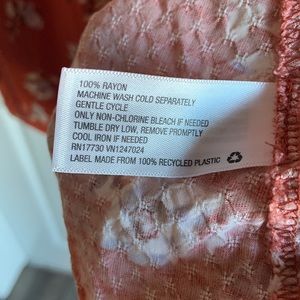 100% RAYON
MACHINE WASH COLD SEPARATELY
GENTLE CYCLE
ONLY NON-CHLORINE BLEACH IF NEEDED
TUMBLE DRY LOW, REMOVE PROMPTLY
COOL IRON IF NEEDED
RN17730 VN1247024
LABEL MADE FROM 100% RECYCLED PLASTIC